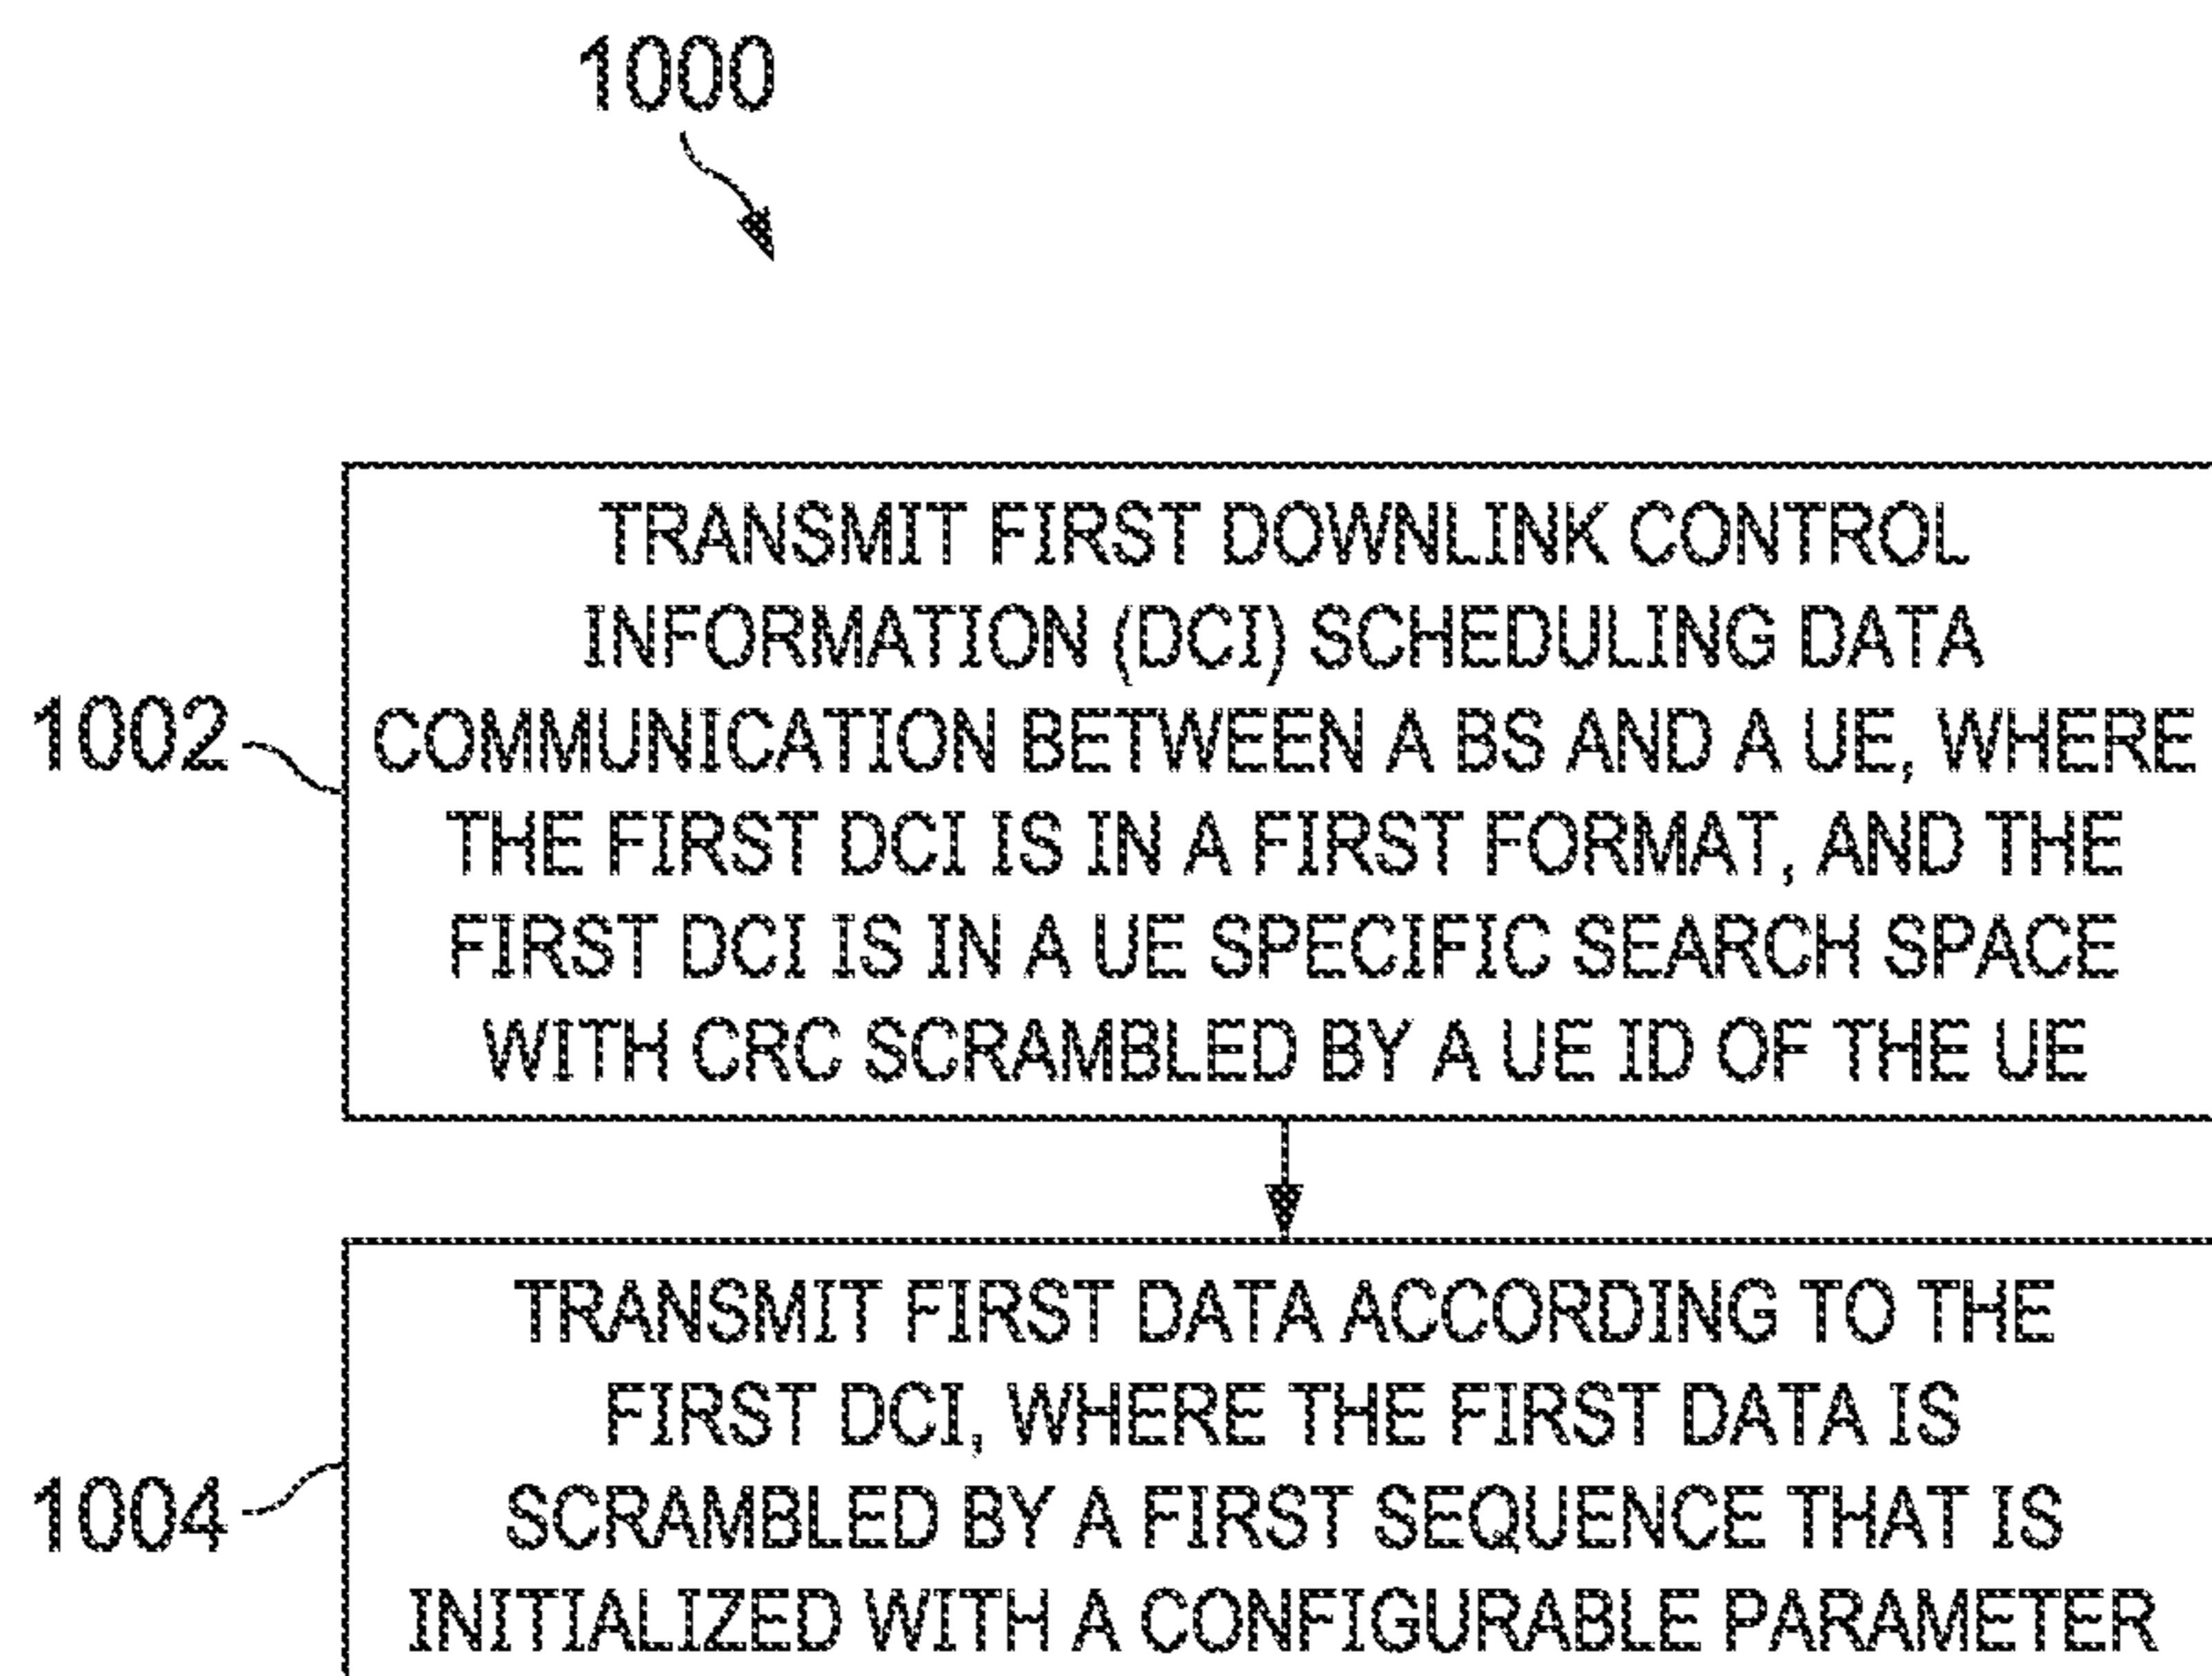 1000
TRANSMIT FIRST DOWNLINK CONTROL
INFORMATION (DCI) SCHEDULING DATA
1002
COMMUNICATION BETWEEN A BS AND A UE, WHERE
THE FIRST DCI IS IN A FIRST FORMAT, AND THE
FIRST DCI IS IN A UE SPECIFIC SEARCH SPACE
WITH CRC SCRAMBLED BY A UE ID OF THE UE
TRANSMIT FIRST DATA ACCORDING TO THE
FIRST DCI, WHERE THE FIRST DATA IS
1004
SCRAMBLED BY A FIRST SEQUENCE THAT IS
INITIALIZED WITH A CONFIGURABLE PARAMETER